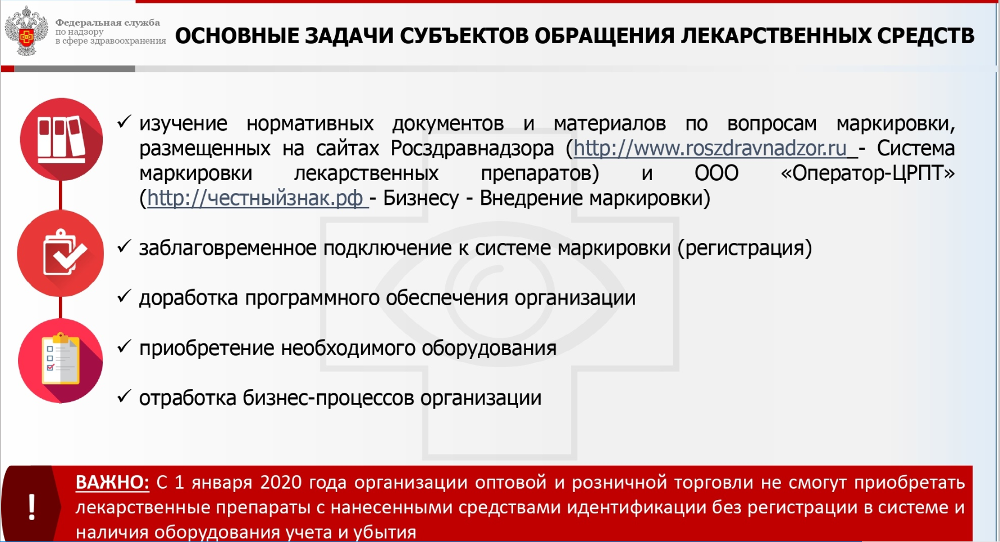 Федеральная служба
по надзору
в сфере здравоохранения
ОСНОВНЫЕ ЗАДАЧИ СУБЪЕКТОВ ОБРАЩЕНИЯ ЛЕКАРСТВЕННЫХ СРЕДСТВ
✓ изучение нормативных документов и материалов по вопросам маркировки,
размещенных на сайтах Росздравнадзора (http://www.roszdravnadzor.ru - Система
маркировки лекарственных препаратов) и ООО «Оператор-ЦРПТ»
(http://честныйзнак.рф - Бизнесу - Внедрение маркировки)
✓ заблаговременное подключение к системе маркировки (регистрация)
✓ доработка программного обеспечения организации
✓ приобретение необходимого оборудования
✓ отработка бизнес-процессов организации
!
ВАЖНО: С 1 января 2020 года организации оптовой и розничной торговли не смогут приобретать
лекарственные препараты с нанесенными средствами идентификации без регистрации в системе и
наличия оборудования учета и убытия